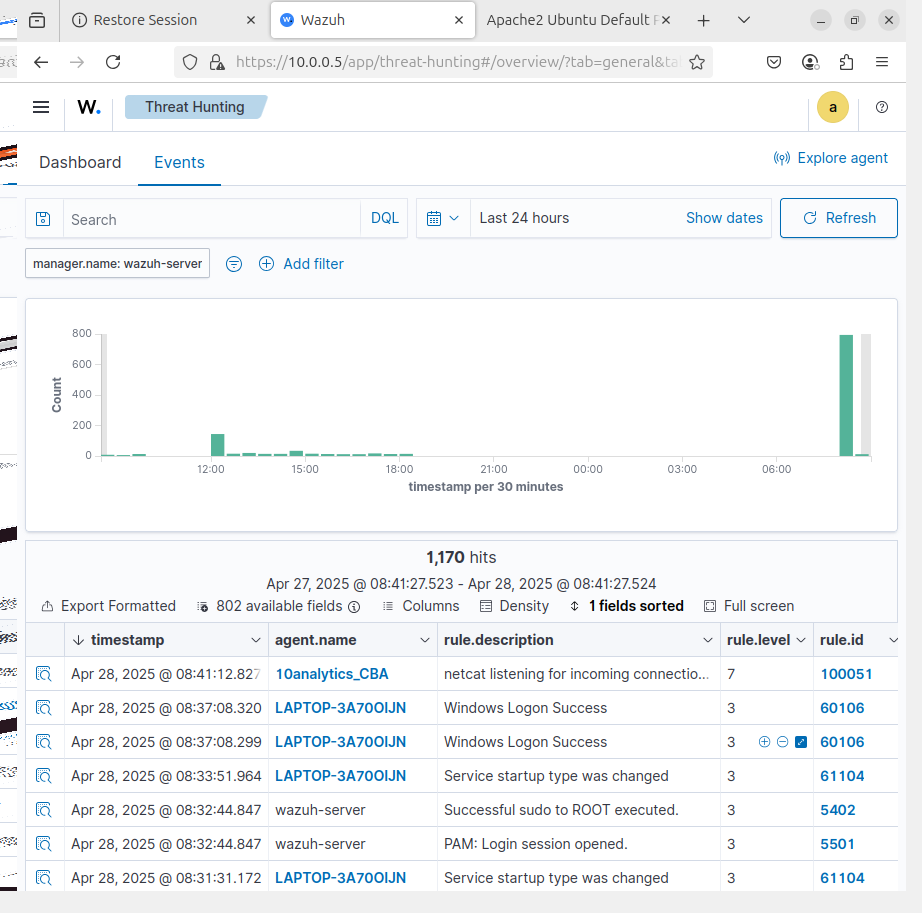 Restore Session
Wazuh
Apache2 Ubuntu Default P
https://10.0.0.5/app/threat-hunting#/overview/?tab=general&ta
W.
Threat Hunting
a
Dashboard
Events
Explore agent
Search
DQL
Last 24 hours
Show dates
Refresh
manager.name: wazuh-server
Add filter
800
600
400
200
0
Count
12:00 15:00 18:00 21:00 00:00 03:00 06:00
timestamp per 30 minutes
1,170 hits
Apr 27, 2025 @ 08:41:27.523 - Apr 28, 2025 @ 08:41:27.524
Export Formatted 802 available fields Columns Density 1 fields sorted Full screen
timestamp agent.name rule.description rule.level rule.id
Apr 28, 2025 @ 08:41:12.827 10analytics_CBA netcat listening for incoming connectio... 7 100051
Apr 28, 2025 @ 08:37:08.320 LAPTOP-3A70OIJN Windows Logon Success 3 60106
Apr 28, 2025 @ 08:37:08.299 LAPTOP-3A70OIJN Windows Logon Success 3 60106
Apr 28, 2025 @ 08:33:51.964 LAPTOP-3A70OIJN Service startup type was changed 3 61104
Apr 28, 2025 @ 08:32:44.847 wazuh-server Successful sudo to ROOT executed. 3 5402
Apr 28, 2025 @ 08:32:44.847 wazuh-server PAM: Login session opened. 3 5501
Apr 28, 2025 @ 08:31:31.172 LAPTOP-3A70OIJN Service startup type was changed 3 61104